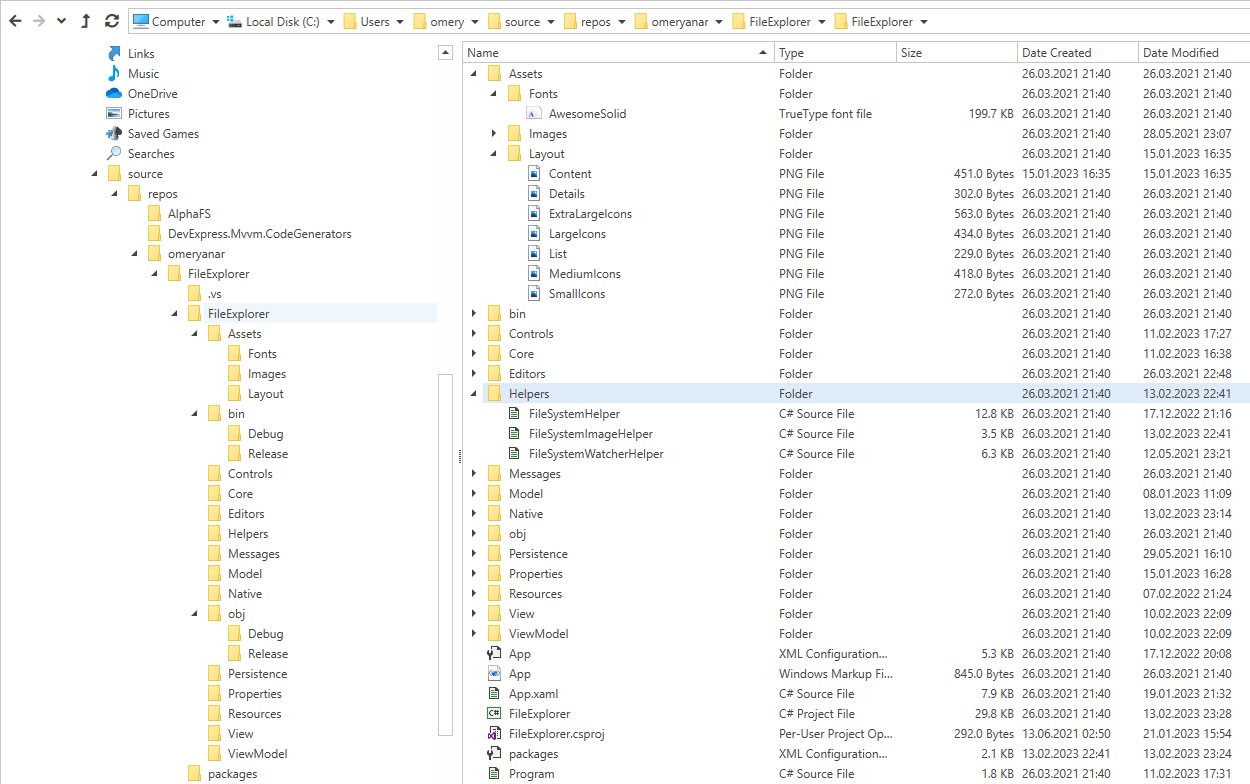 Computer Local Disk (C:) Users omery source repos omeryanar FileExplorer FileExplorer
Links
Music
OneDrive
Pictures
Saved Games
Searches
source
repos
AlphaFS
DevExpress.Mvvm.CodeGenerators
omeryanar
FileExplorer
.vs
FileExplorer
Assets
Fonts
Images
Layout
bin
Debug
Release
Controls
Core
Editors
Helpers
Messages
Model
Native
obj
Debug
Release
Persistence
Properties
Resources
View
ViewModel
packages
Name Type Size Date Created Date Modified
Assets Folder 26.03.2021 21:40 26.03.2021 21:40
Fonts Folder 26.03.2021 21:40 26.03.2021 21:40
AwesomeSolid TrueType font file 199.7 KB 26.03.2021 21:40 26.03.2021 21:40
Images Folder 26.03.2021 21:40 28.05.2021 23:07
Layout Folder 26.03.2021 21:40 15.01.2023 16:35
Content PNG File 451.0 Bytes 15.01.2023 16:35 15.01.2023 16:35
Details PNG File 302.0 Bytes 26.03.2021 21:40 26.03.2021 21:40
ExtraLargeIcons PNG File 563.0 Bytes 26.03.2021 21:40 26.03.2021 21:40
LargeIcons PNG File 434.0 Bytes 26.03.2021 21:40 26.03.2021 21:40
List PNG File 229.0 Bytes 26.03.2021 21:40 26.03.2021 21:40
MediumIcons PNG File 418.0 Bytes 26.03.2021 21:40 26.03.2021 21:40
SmallIcons PNG File 272.0 Bytes 26.03.2021 21:40 26.03.2021 21:40
bin Folder 26.03.2021 21:40 26.03.2021 21:40
Controls Folder 26.03.2021 21:40 11.02.2023 17:27
Core Folder 26.03.2021 21:40 11.02.2023 16:38
Editors Folder 26.03.2021 21:40 26.03.2021 22:48
Helpers Folder 26.03.2021 21:40 13.02.2023 22:41
FileSystemHelper C# Source File 12.8 KB 26.03.2021 21:40 17.12.2022 21:16
FileSystemImageHelper C# Source File 3.5 KB 26.03.2021 21:40 13.02.2023 22:41
FileSystemWatcherHelper C# Source File 6.3 KB 26.03.2021 21:40 12.05.2021 23:21
Messages Folder 26.03.2021 21:40 26.03.2021 21:40
Model Folder 26.03.2021 21:40 08.01.2023 11:09
Native Folder 26.03.2021 21:40 13.02.2023 23:14
obj Folder 26.03.2021 21:40 26.03.2021 21:40
Persistence Folder 26.03.2021 21:40 29.05.2021 16:10
Properties Folder 26.03.2021 21:40 15.01.2023 16:28
Resources Folder 26.03.2021 21:40 07.02.2022 21:24
View Folder 26.03.2021 21:40 10.02.2023 22:09
ViewModel Folder 26.03.2021 21:40 10.02.2023 22:09
App XML Configuration... 5.3 KB 26.03.2021 21:40 17.12.2022 20:08
App Windows Markup Fi... 845.0 Bytes 26.03.2021 21:40 26.03.2021 21:40
App.xaml C# Source File 7.9 KB 26.03.2021 21:40 19.01.2023 21:32
FileExplorer C# Project File 29.8 KB 26.03.2021 21:40 13.02.2023 23:28
FileExplorer.csproj Per-User Project Op... 292.0 Bytes 13.06.2021 02:50 21.01.2023 15:54
packages XML Configuration... 2.1 KB 13.02.2023 22:41 13.02.2023 23:24
Program C# Source File 1.8 KB 26.03.2021 21:40 11.02.2023 17:31